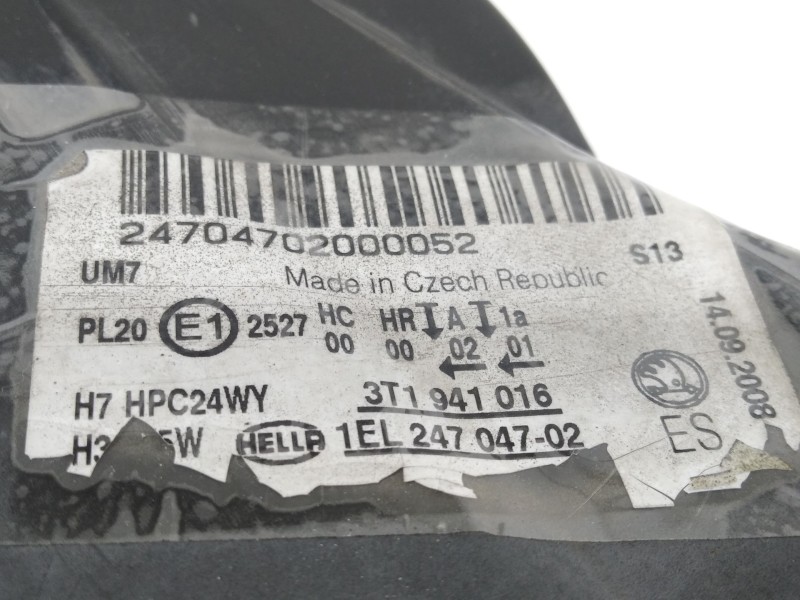 24704702000052
S13
UM7 Made in Czech Republic
PL20 E1 2527 HC HR A 1a
00 00 02 01
14.09.2008
H7 HPC24WY 3T1 941 016
HELLA 1EL 247 047-02
ES